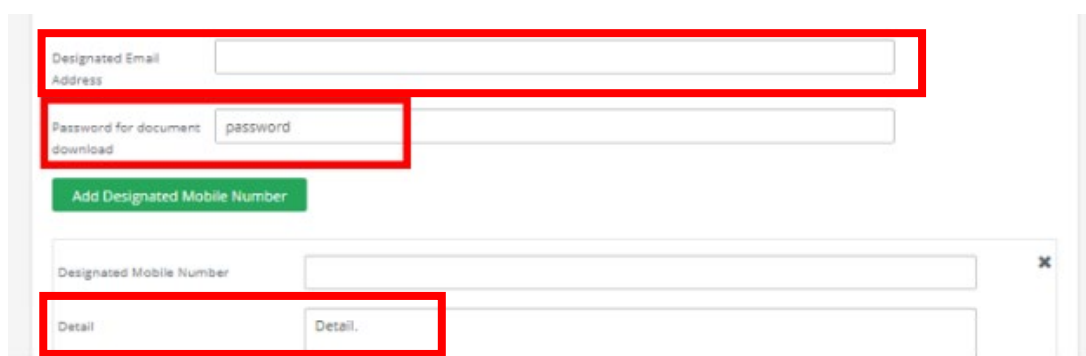 Designated Email
Address
Password for document password
download
Add Designated Mobile Number
Designated Mobile Number
Detail Detail.